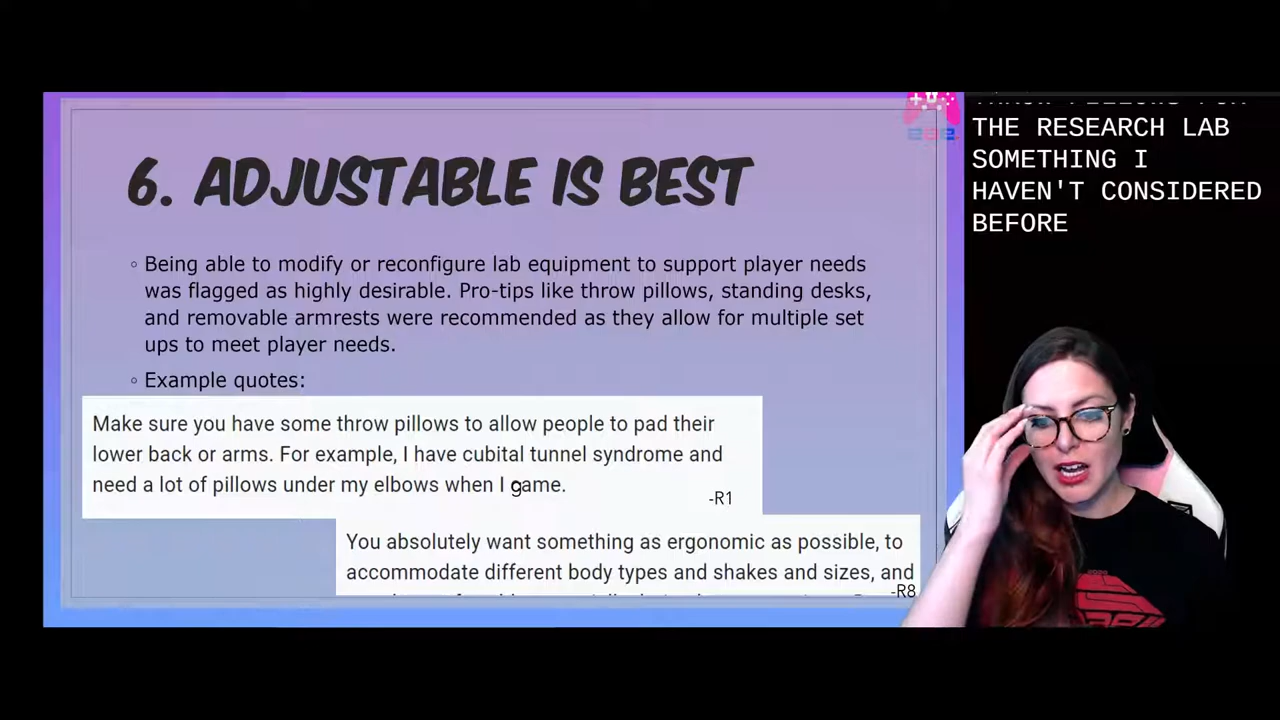 6. ADJUSTABLE IS BEST
Being able to modify or reconfigure lab equipment to support player needs
was flagged as highly desirable. Pro-tips like throw pillows, standing desks,
and removable armrests were recommended as they allow for multiple set
ups to meet player needs.
Example quotes:
Make sure you have some throw pillows to allow people to pad their
lower back or arms. For example, I have cubital tunnel syndrome and
need a lot of pillows under my elbows when I game.
-R1
You absolutely want something as ergonomic as possible, to
accommodate different body types and shakes and sizes, and
-R8
THROW PILLOWS FOR
THE RESEARCH LAB
SOMETHING I
HAVEN'T CONSIDERED
BEFORE